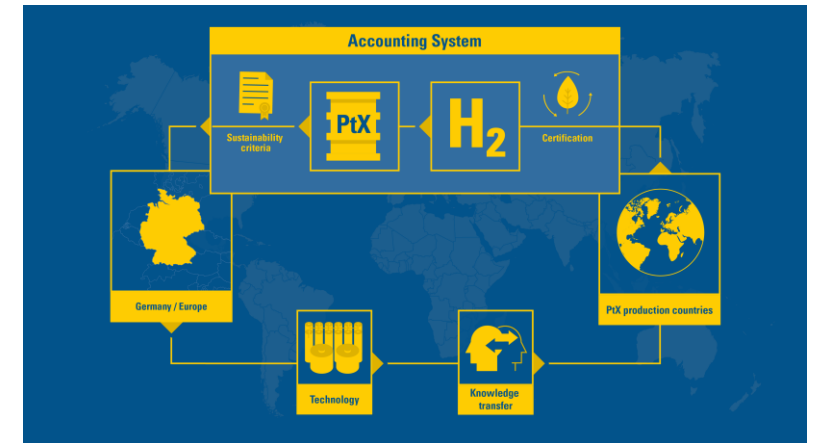 Accounting System
Sustainability
criteria
PtX
H₂
Certification
Germany / Europe
PtX production countries
Technology
Knowledge
transfer